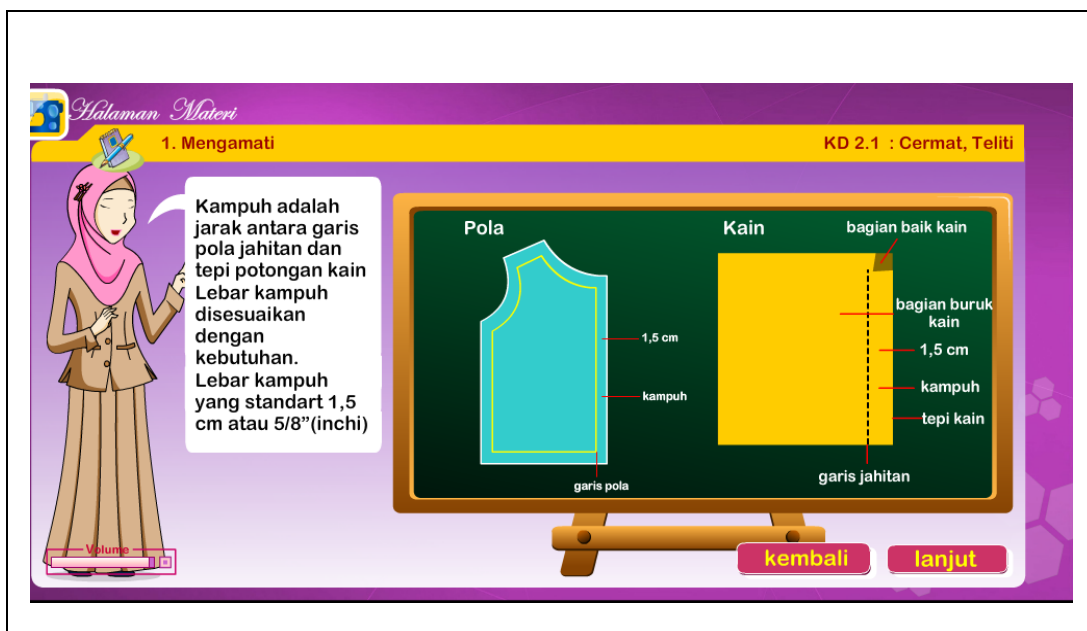 Halaman Materi
1. Mengamati
KD 2.1 : Cermat, Teliti
Kampuh adalah
jarak antara garis
pola jahitan dan
tepi potongan kain
Lebar kampuh
disesuaikan
dengan
kebutuhan.
Lebar kampuh
yang standart 1,5
cm atau 5/8”(inchi)
Pola
1,5 cm
kampuh
garis pola
Kain
bagian baik kain
bagian buruk
kain
1,5 cm
kampuh
tepi kain
garis jahitan
Volume
kembali
lanjut